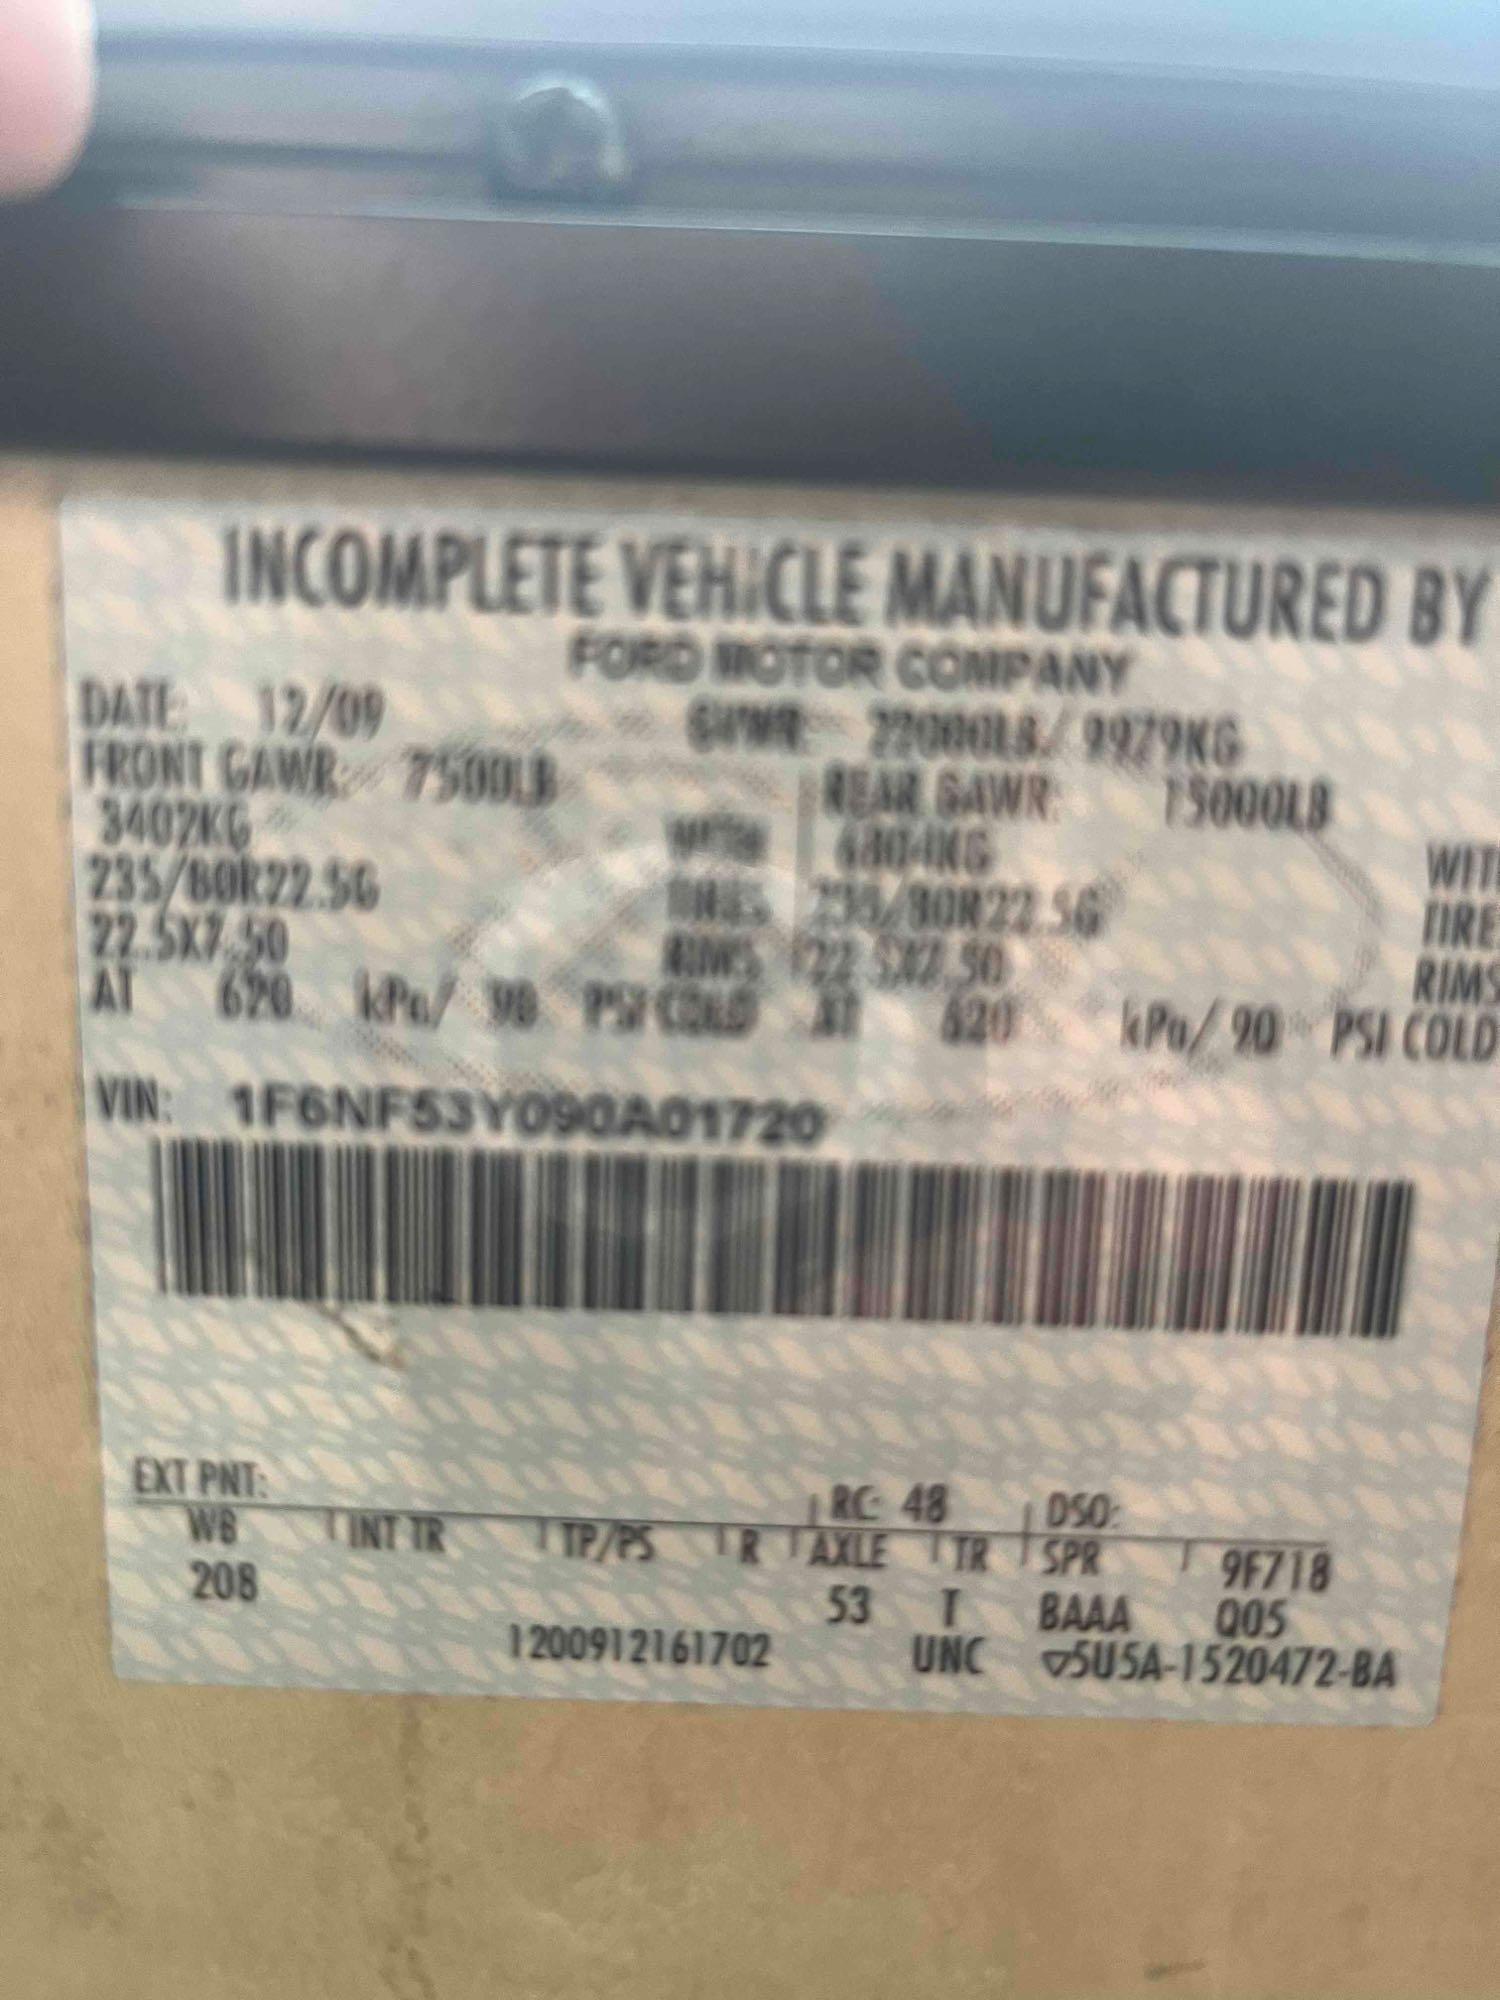 INCOMPLETE VEHICLE MANUFACTURED BY
FORD MOTOR COMPANY
DATE: 12/09 GVWR: 22000LB/ 9979KG
FRONT GAWR: 7500LB REAR GAWR: 15000LB
3402KG WITH 6804KG WITH
235/80R22.5G TIRES 235/80R22.5G TIRE
22.5X7.50 RIMS 22.5X7.50 RIMS
AT 620 kPa/ 90 PSI COLD AT 620 kPa/ 90 PSI COLD
VIN: 1F6NF53Y090A01720
EXT PNT: RC: 48 DSO:
WB INT TR TP/PS R AXLE TR SPR 9F718
208 53 T BAAA Q05
1200912161702 UNC ▽5U5A-1520472-BA